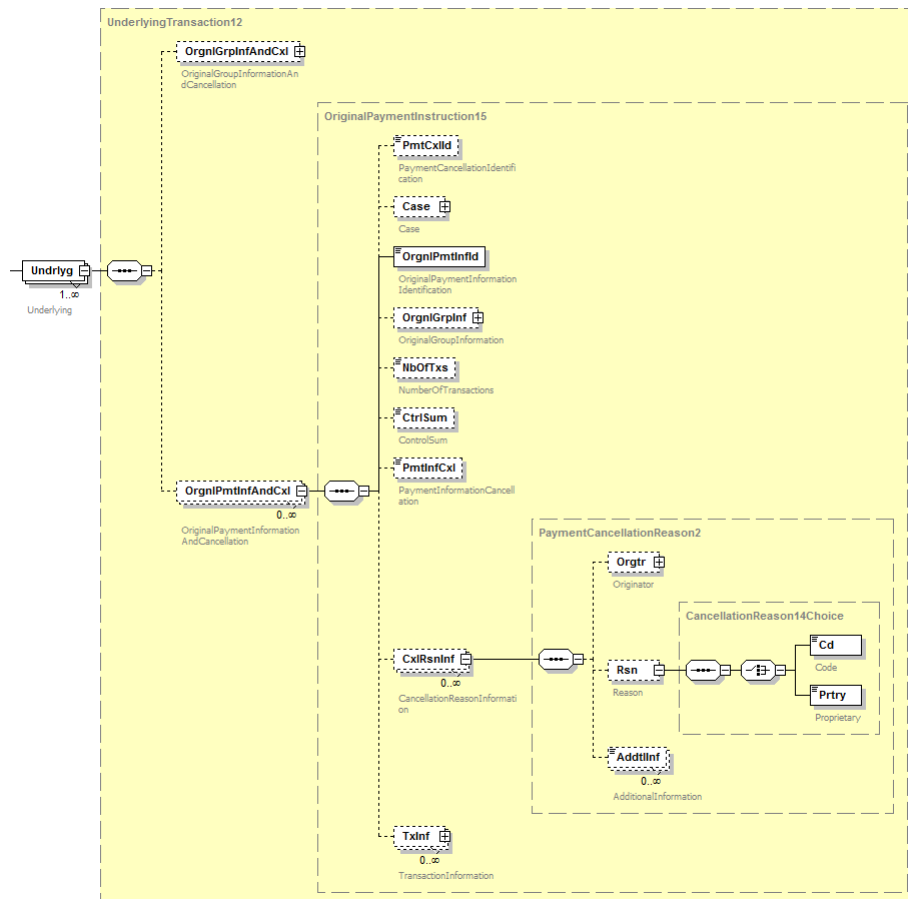 UnderlyingTransaction12
OrgnlGrpInfAndCxl
OriginalGroupInformationAn
dCancellation
OriginalPaymentInstruction15
PmtCxlId
PaymentCancellationIdentifi
cation
Case
Case
OrgnlPmtInfId
OriginalPaymentInformation
Identification
Undrlyg
1..∞
Underlying
OrgnlGrpInf
OriginalGroupInformation
NbOfTxs
NumberOfTransactions
CtrlSum
ControlSum
PmtInfCxl
PaymentInformationCancell
ation
OrgnlPmtInfAndCxl
0..∞
OriginalPaymentInformation
AndCancellation
PaymentCancellationReason2
Orgtr
Originator
CancellationReason14Choice
Cd
Code
CxlRsnInf
0..∞
CancellationReasonInformati
on
Rsn
Reason
Prtry
Proprietary
AddtlInf
0..∞
AdditionalInformation
TxInf
0..∞
TransactionInformation